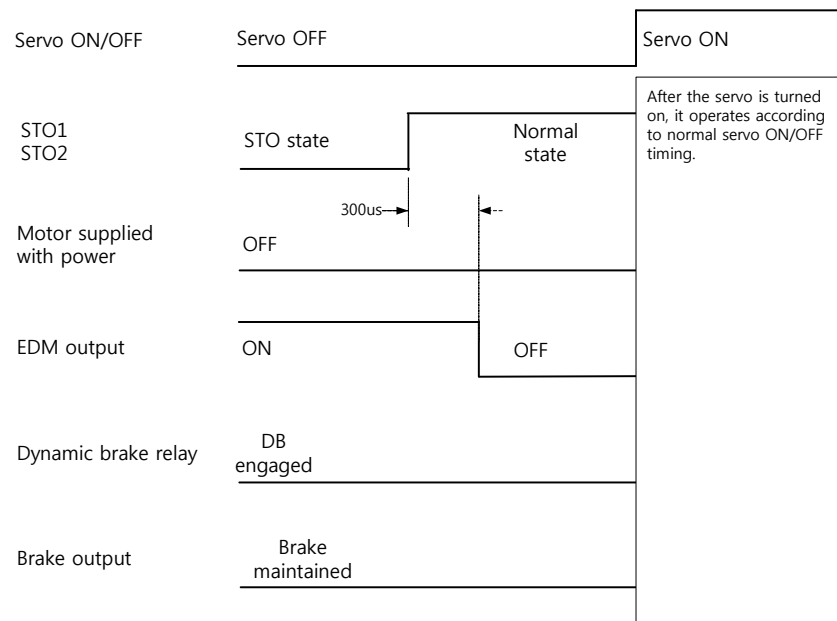 Servo ON/OFF
Servo OFF
Servo ON
After the servo is turned
on, it operates according
to normal servo ON/OFF
timing.
STO1
STO2
STO state
Normal
state
300us
Motor supplied
with power
OFF
EDM output
ON
OFF
Dynamic brake relay
DB
engaged
Brake output
Brake
maintained